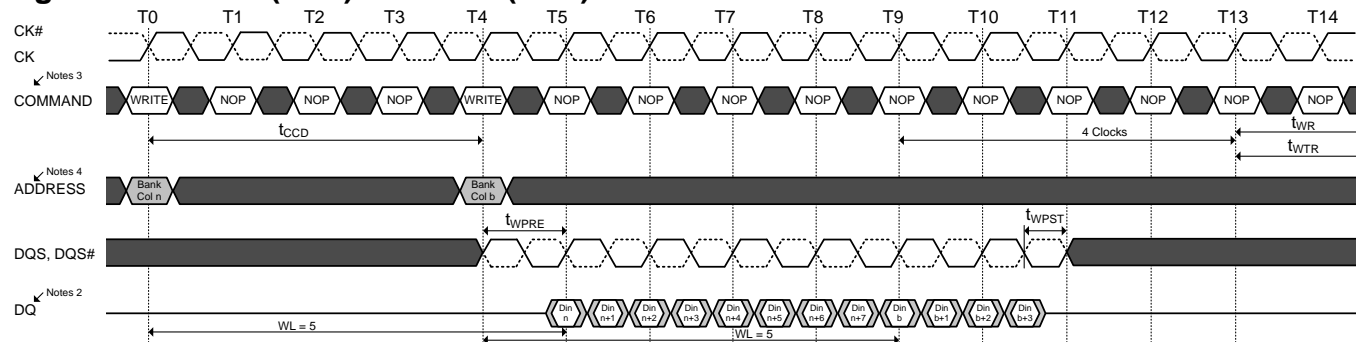 T0 T1 T2 T3 T4 T5 T6 T7 T8 T9 T10 T11 T12 T13 T14
CK#
CK
Notes 3
COMMAND WRITE NOP NOP NOP WRITE NOP NOP NOP NOP NOP NOP NOP NOP NOP NOP
tCCD 4 Clocks tWR
tWTR
Notes 4
ADDRESS Bank Col n Bank Col b
tWPRE tWPST
DQS, DQS#
Notes 2
DQ Din n Din n+1 Din n+2 Din n+3 Din n+4 Din n+5 Din n+6 Din n+7 Din b Din b+1 Din b+2 Din b+3
WL = 5 WL = 5